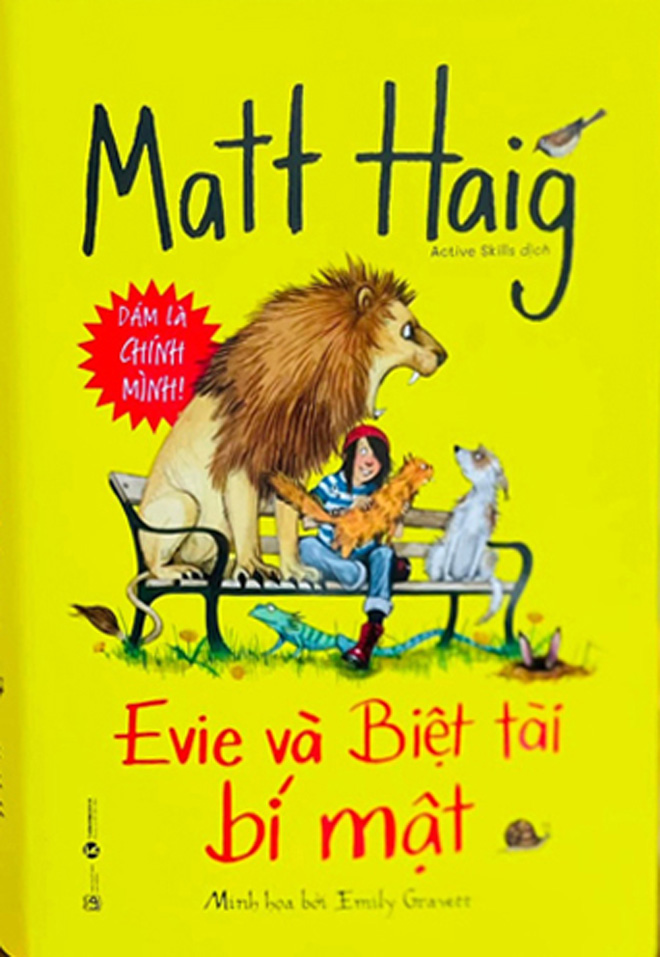 Matt Haig
Active Skills dịch
DÁM LÀ
CHÍNH
MÌNH!
Evie và Biệt tài
bí mật
Minh họa bởi Emily Gravett